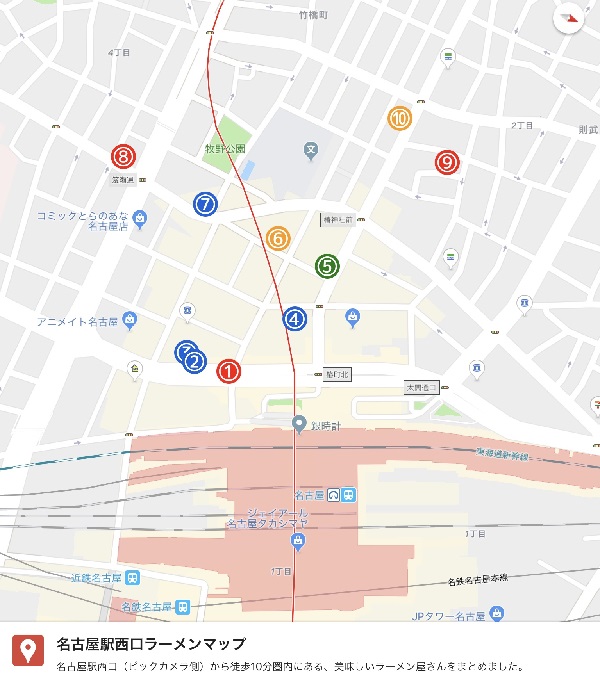 竹橋町
4丁目
⑩
2丁目
則武
牧野公園
文
⑧
⑨
⑦
コミックとらのあな
名古屋店
椿神社前
⑥
⑤
④
アニメイト名古屋
②
①
椿町北
太閤通口
銀時計
東海道新幹線
名古屋
ジェイアール
名古屋タカシマヤ
1丁目
1丁目
近鉄名古屋
名鉄名古屋本線
名鉄名古屋
JPタワー名古屋
名古屋駅西口ラーメンマップ
名古屋駅西口（ビックカメラ側）から徒歩10分圏内にある、美味しいラーメン屋さんをまとめました。